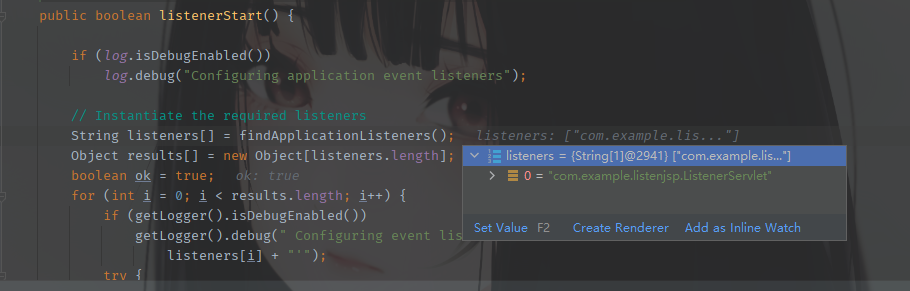 public boolean listenerStart() {
if (log.isDebugEnabled())
log.debug("Configuring application event listeners");
// Instantiate the required listeners
String listeners[] = findApplicationListeners();   listeners: ["com.example.lis..."]
Object results[] = new Object[listeners.length];
listeners = {String[1]@2941} ["com.example.lis..."]
boolean ok = true;   ok: true
0 = "com.example.listenjsp.ListenerServlet"
for (int i = 0; i < results.length; i++) {
if (getLogger().isDebugEnabled())
getLogger().debug(" Configuring event lis
Set Value F2   Create Renderer   Add as Inline Watch
listeners[i] + "'");
try {